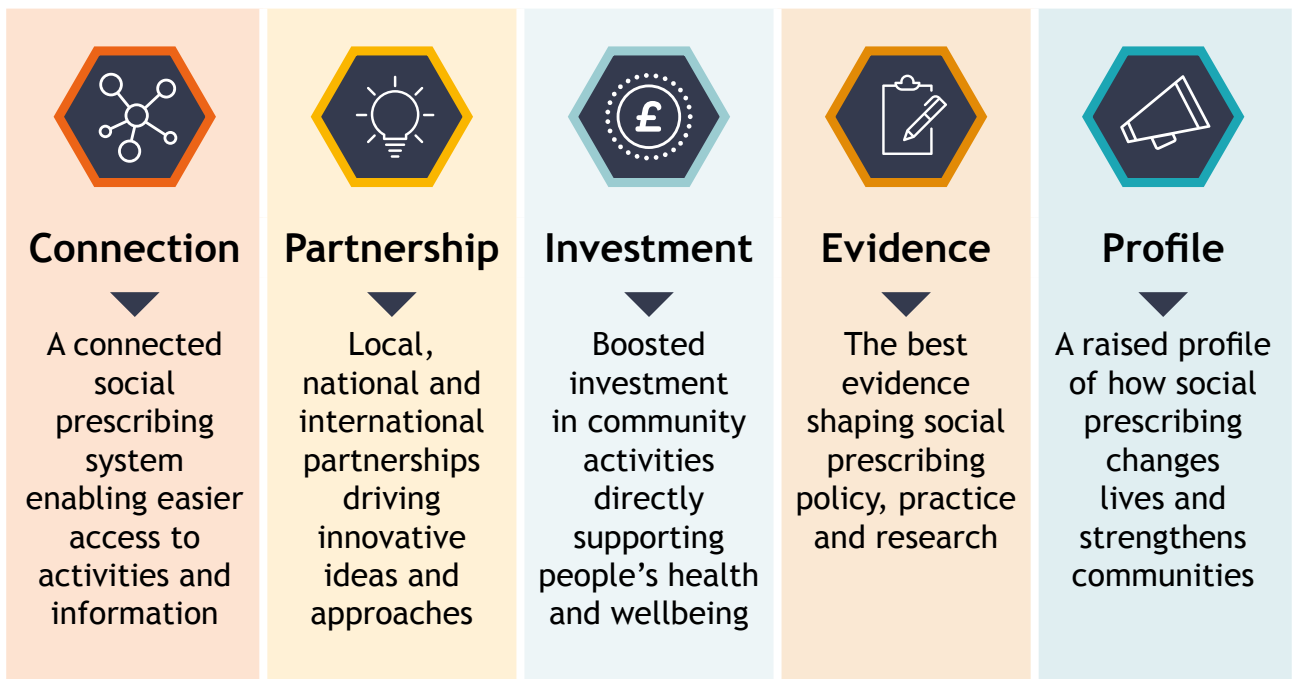 Connection
A connected
social
prescribing
system
enabling easier
access to
activities and
information
Partnership
Local,
national and
international
partnerships
driving
innovative
ideas and
approaches
£
Investment
Boosted
investment
in community
activities
directly
supporting
people’s health
and wellbeing
Evidence
The best
evidence
shaping social
prescribing
policy, practice
and research
Profile
A raised profile
of how social
prescribing
changes
lives and
strengthens
communities